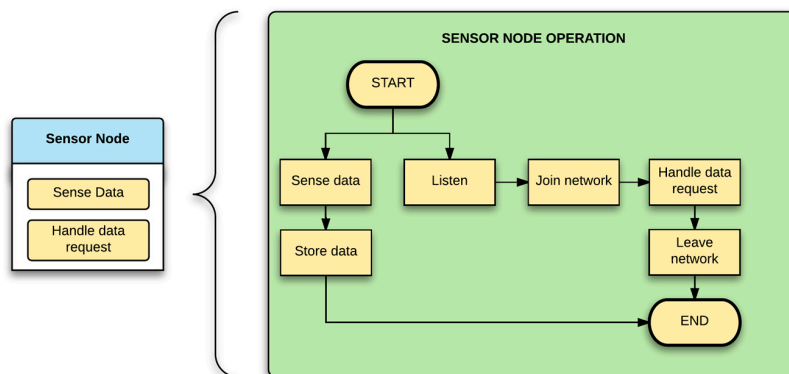 SENSOR NODE OPERATION
START
Sensor Node
Sense Data
Handle data
request
Sense data
Listen
Join network
Handle data
request
Store data
Leave
network
END